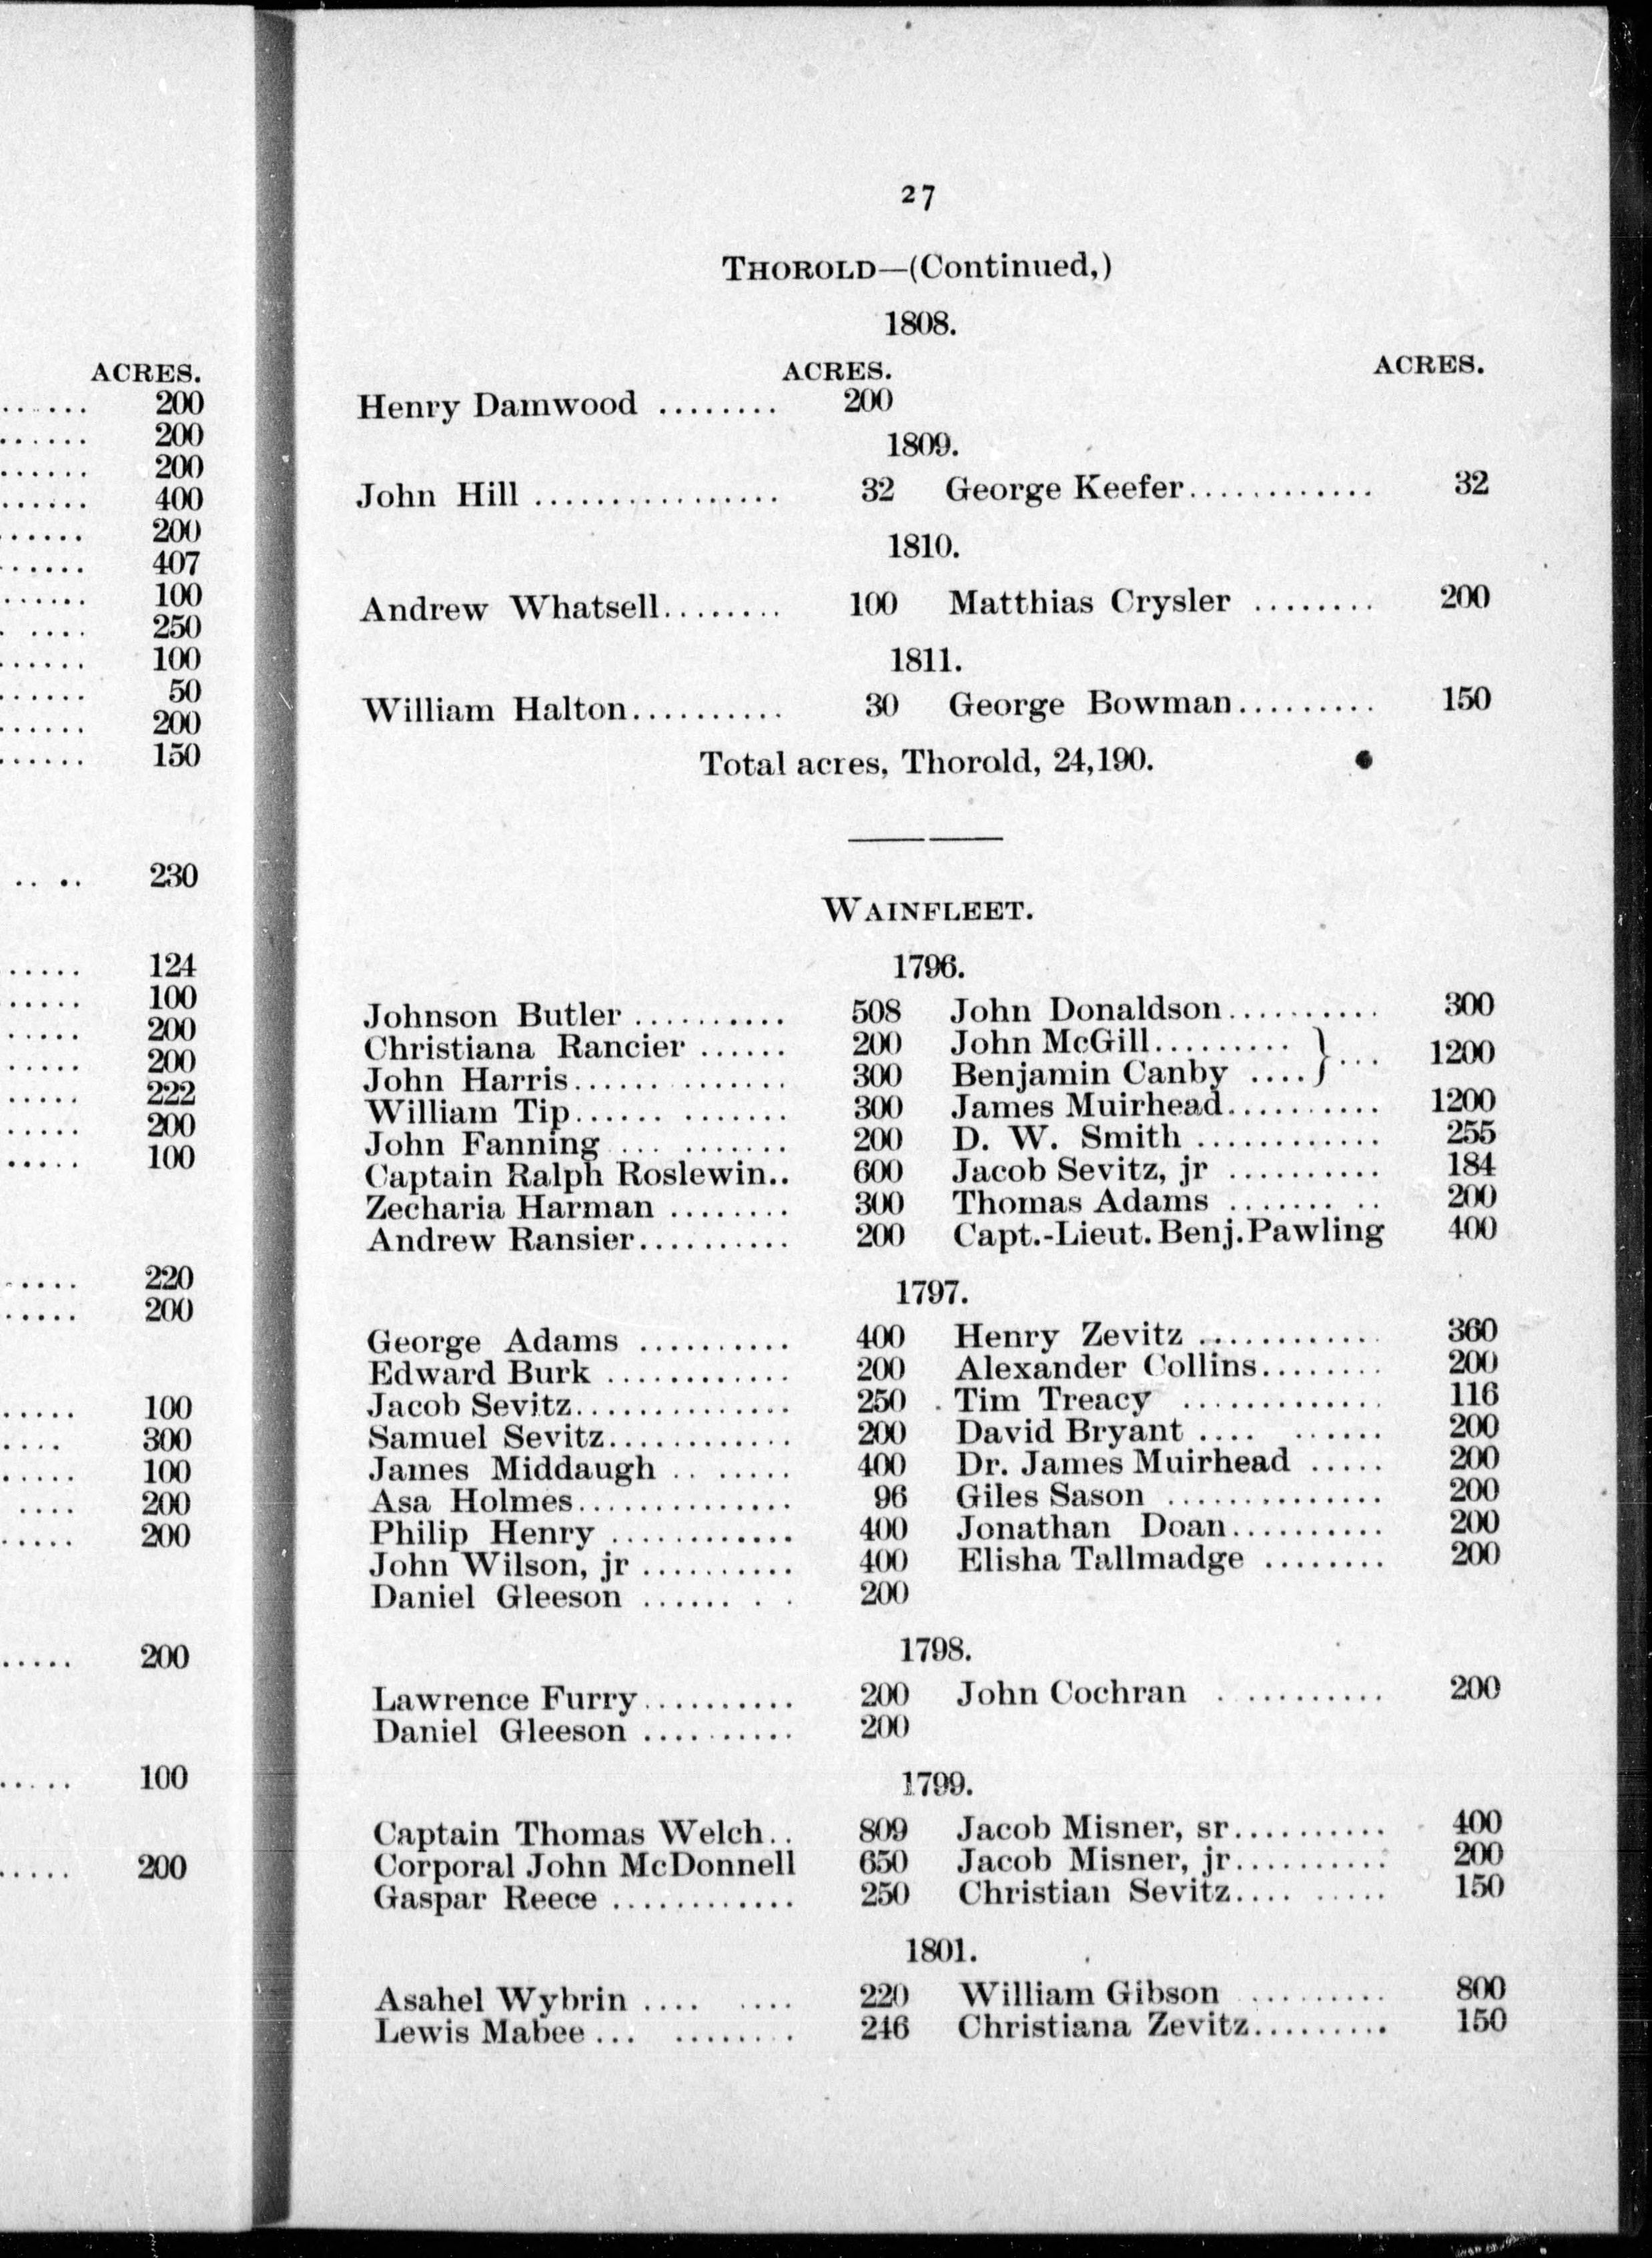 ACRES.
200
200
200
400
200
407
100
250
100
50
200
150
230
124
100
200
200
222
200
100
220
200
100
300
100
200
200
200
100
200
27
THOROLD—(Continued,)
1808.
ACRES. ACRES.
Henry Damwood ........ 200
1809.
John Hill ................ 32 George Keefer............ 32
1810.
Andrew Whatsell........ 100 Matthias Crysler ........ 200
1811.
William Halton.......... 30 George Bowman......... 150
Total acres, Thorold, 24,190.
WAINFLEET.
1796.
Johnson Butler .......... 508 John Donaldson.......... 300
Christiana Rancier ...... 200 John McGill......... } ... 1200
John Harris.............. 300 Benjamin Canby ....
William Tip...... ....... 300 James Muirhead.......... 1200
John Fanning ... ....... 200 D. W. Smith ............ 255
Captain Ralph Roslewin.. 600 Jacob Sevitz, jr .......... 184
Zecharia Harman ........ 300 Thomas Adams ....... .. 200
Andrew Ransier.......... 200 Capt.-Lieut. Benj. Pawling 400
1797.
George Adams .......... 400 Henry Zevitz ............ 360
Edward Burk ............ 200 Alexander Collins........ 200
Jacob Sevitz.............. 250 Tim Treacy ............. 116
Samuel Sevitz............ 200 David Bryant .... ...... 200
James Middaugh .. ..... 400 Dr. James Muirhead ..... 200
Asa Holmes.............. 96 Giles Sason .............. 200
Philip Henry ............ 400 Jonathan Doan.......... 200
John Wilson, jr .......... 400 Elisha Tallmadge ........ 200
Daniel Gleeson ...... . . 200
1798.
Lawrence Furry.......... 200 John Cochran . ......... 200
Daniel Gleeson .......... 200
1799.
Captain Thomas Welch.. 809 Jacob Misner, sr.......... 400
Corporal John McDonnell 650 Jacob Misner, jr.......... 200
Gaspar Reece ............ 250 Christian Sevitz.... ..... 150
1801.
Asahel Wybrin .... .... 220 William Gibson ......... 800
Lewis Mabee ... ........ 246 Christiana Zevitz......... 150